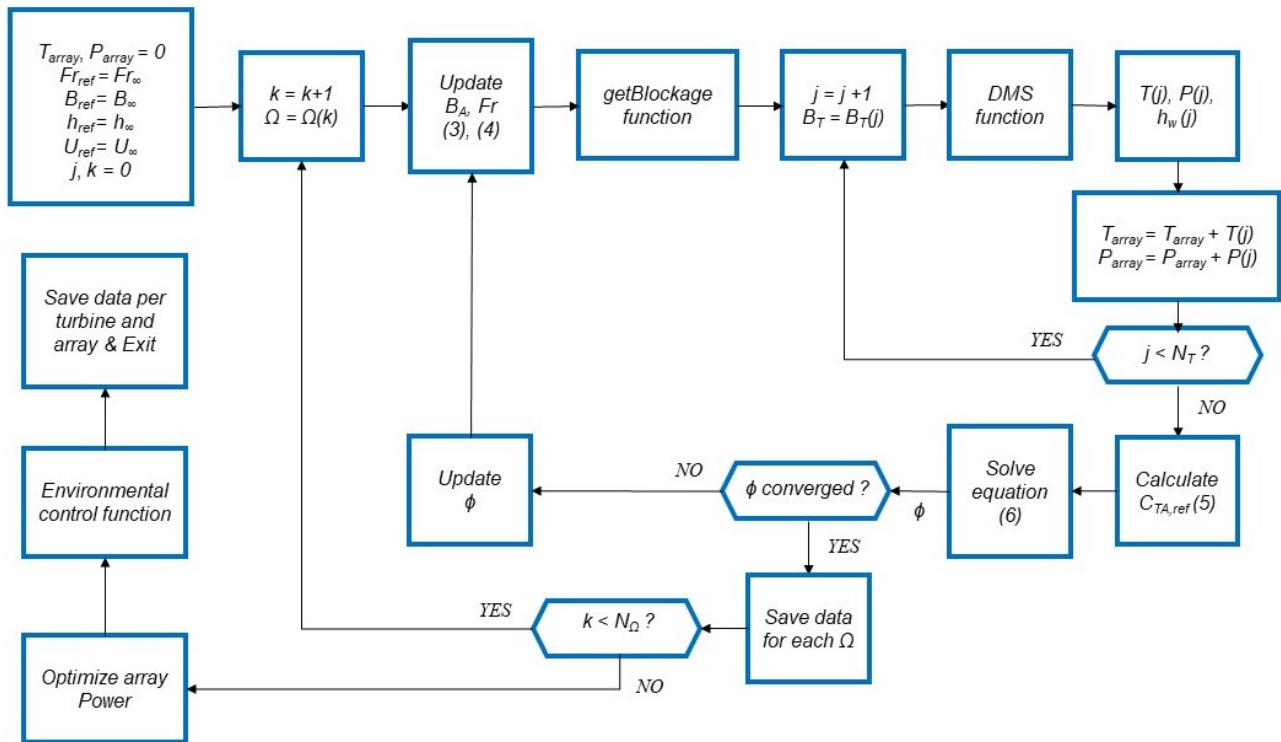 T_array, P_array = 0
Fr_ref = Fr_∞
B_ref = B_∞
h_ref = h_∞
U_ref = U_∞
j, k = 0
k = k+1
Ω = Ω(k)
Update
B_A, Fr
(3), (4)
getBlockage
function
j = j +1
B_T = B_T(j)
DMS
function
T(j), P(j),
h_w (j)
T_array = T_array + T(j)
P_array = P_array + P(j)
j < N_T ?
YES
NO
Calculate
C_TA,ref (5)
Solve
equation
(6)
ϕ
ϕ converged ?
NO
YES
Update
ϕ
Save data
for each Ω
k < N_Ω ?
YES
NO
Optimize array
Power
Environmental
control function
Save data per
turbine and
array & Exit